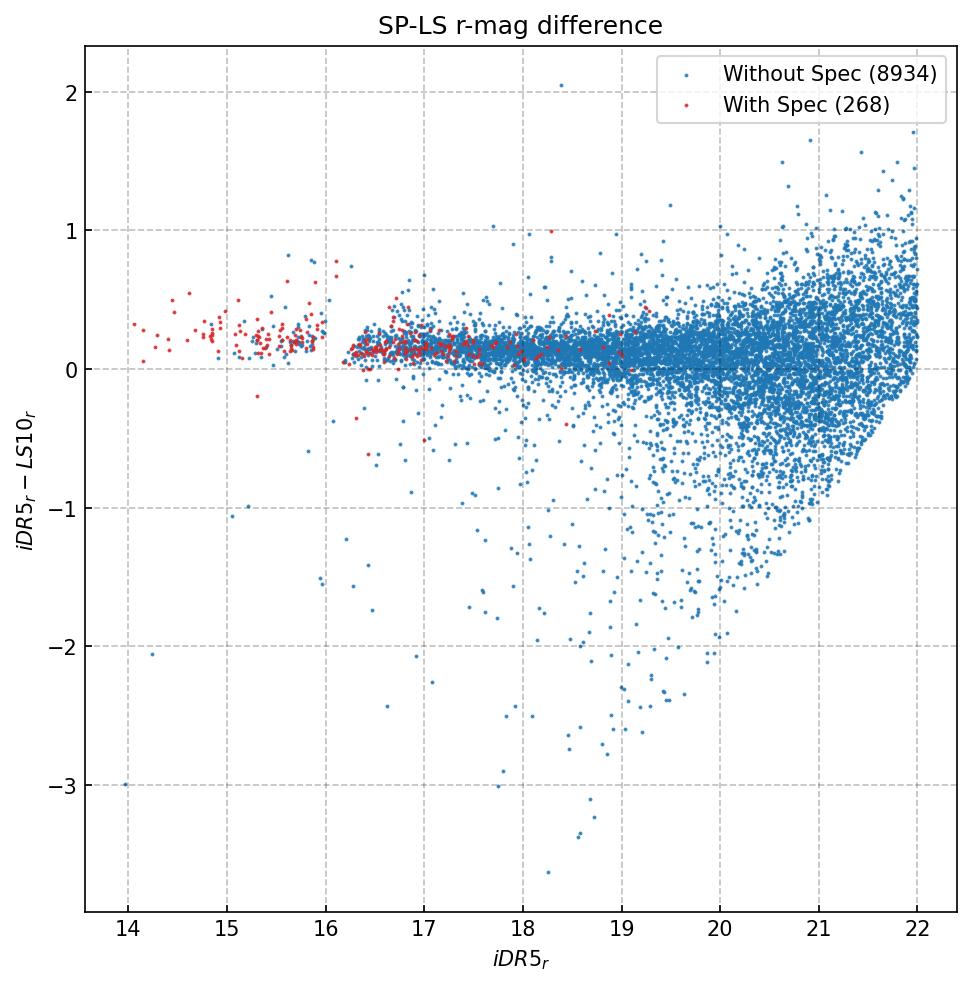 SP-LS r-mag difference
Without Spec (8934)
With Spec (268)
2
1
0
−1
−2
−3
iDR5r − LS10r
14 15 16 17 18 19 20 21 22
iDR5r